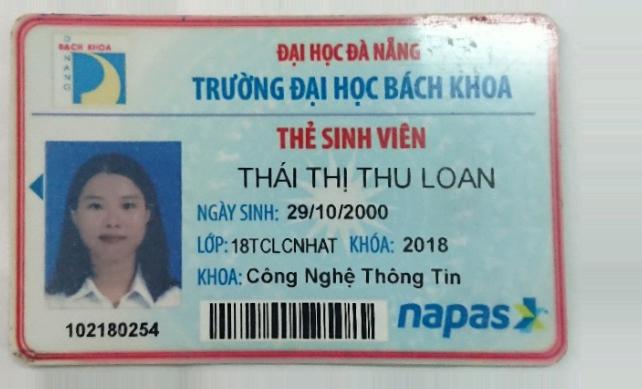 BÁCH KHOA
ĐÀ NẴNG
ĐẠI HỌC ĐÀ NẴNG
TRƯỜNG ĐẠI HỌC BÁCH KHOA
THẺ SINH VIÊN
THÁI THỊ THU LOAN
NGÀY SINH: 29/10/2000
LỚP: 18TCLCNHAT KHÓA: 2018
KHOA: Công Nghệ Thông Tin
102180254
napas